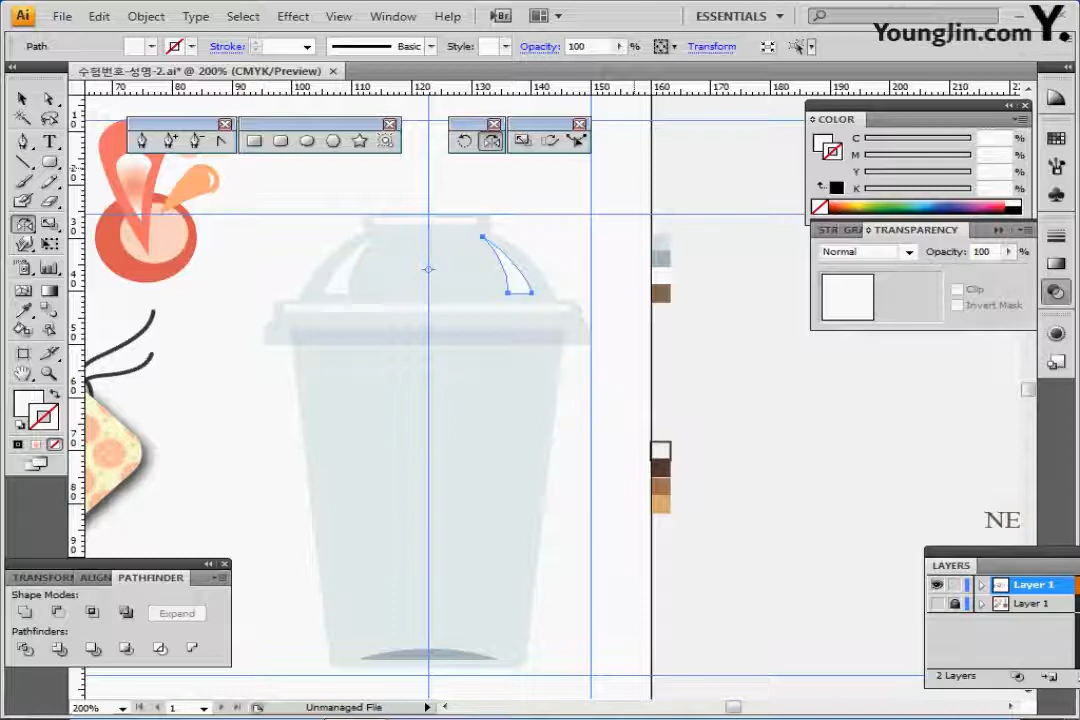 Ai File Edit Object Type Select Effect View Window Help Br ESSENTIALS
YoungJin.com Y.
Path Stroke: Basic Style: Opacity: 100 % Transform
수험번호-성명-2.ai* @ 200% (CMYK/Preview)
70 80 90 100 110 120 130 140 150 160 170 180 190 200 210
COLOR
C %
M %
Y %
K %
TRANSPARENCY
Normal Opacity: 100 %
Clip
Invert Mask
NE
LAYERS
Layer 1
Layer 1
2 Layers
TRANSFORM ALIGN PATHFINDER
Shape Modes:
Expand
Pathfinders:
200% 1 Unmanaged File